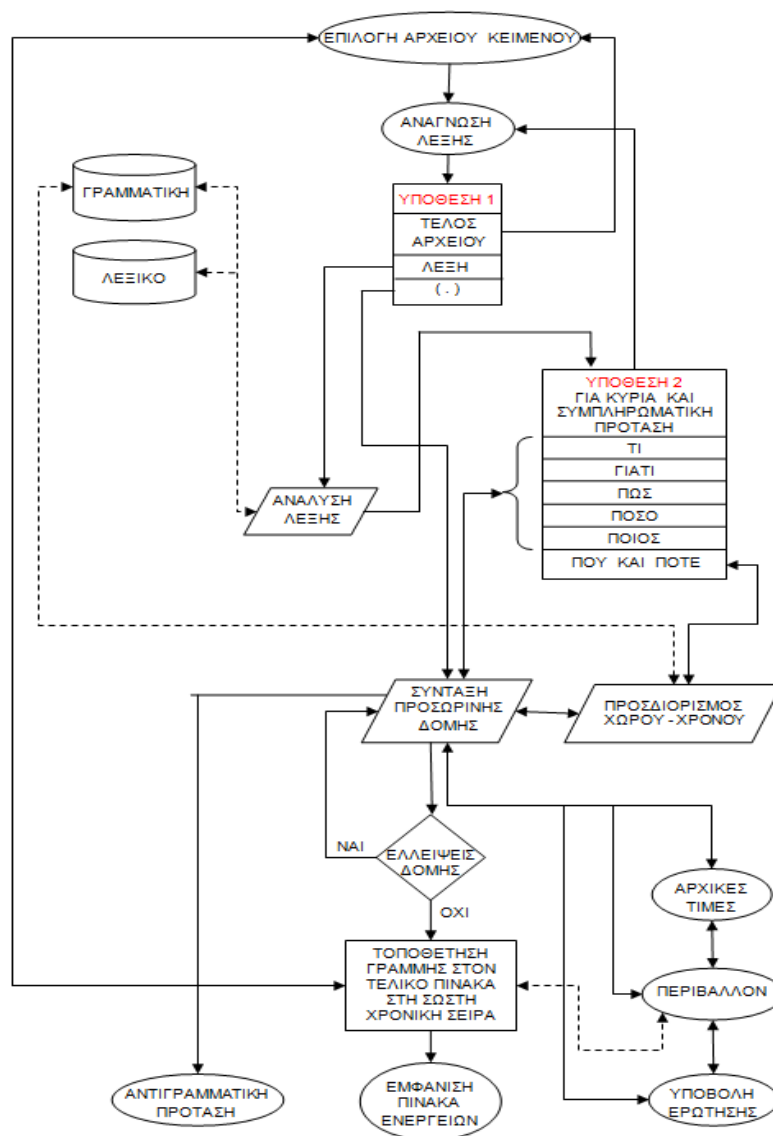 ΕΠΙΛΟΓΗ ΑΡΧΕΙΟΥ ΚΕΙΜΕΝΟΥ
ΑΝΑΓΝΩΣΗ
ΛΕΞΗΣ
ΓΡΑΜΜΑΤΙΚΗ
ΛΕΞΙΚΟ
ΥΠΟΘΕΣΗ 1
ΤΕΛΟΣ
ΑΡΧΕΙΟΥ
ΛΕΞΗ
( . )
ΥΠΟΘΕΣΗ 2
ΓΙΑ ΚΥΡΙΑ ΚΑΙ
ΣΥΜΠΛΗΡΩΜΑΤΙΚΗ
ΠΡΟΤΑΣΗ
ΤΙ
ΓΙΑΤΙ
ΠΩΣ
ΠΟΣΟ
ΠΟΙΟΣ
ΠΟΥ ΚΑΙ ΠΟΤΕ
ΑΝΑΛΥΣΗ
ΛΕΞΗΣ
ΣΥΝΤΑΞΗ
ΠΡΟΣΩΡΙΝΗΣ
ΔΟΜΗΣ
ΠΡΟΣΔΙΟΡΙΣΜΟΣ
ΧΩΡΟΥ - ΧΡΟΝΟΥ
ΝΑΙ
ΕΛΛΕΙΨΕΙΣ
ΔΟΜΗΣ
ΟΧΙ
ΑΡΧΙΚΕΣ
ΤΙΜΕΣ
ΤΟΠΟΘΕΤΗΣΗ
ΓΡΑΜΜΗΣ ΣΤΟΝ
ΤΕΛΙΚΟ ΠΙΝΑΚΑ
ΣΤΗ ΣΩΣΤΗ
ΧΡΟΝΙΚΗ ΣΕΙΡΑ
ΠΕΡΙΒΑΛΛΟΝ
ΑΝΤΙΓΡΑΜΜΑΤΙΚΗ
ΠΡΟΤΑΣΗ
ΕΜΦΑΝΙΣΗ
ΠΙΝΑΚΑ
ΕΝΕΡΓΕΙΩΝ
ΥΠΟΒΟΛΗ
ΕΡΩΤΗΣΗΣ